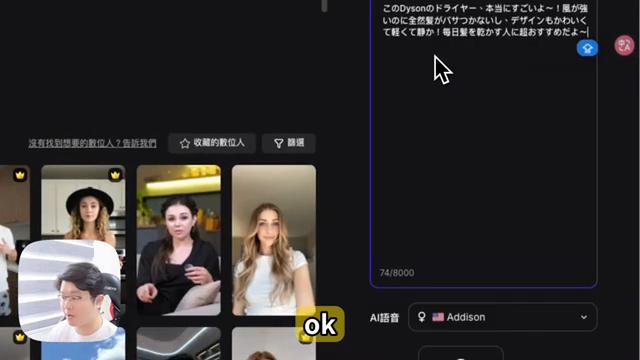 このDysonのドライヤー、本当にすごいよ〜！風が強
いのに全然髪がパサつかないし、デザインもかわいく
て軽くて静か！毎日髪を乾かす人に超おすすめだよ〜
沒有找到想要的數位人？告訴我們
收藏的數位人
篩選
74/8000
AI語音
Addison
ok